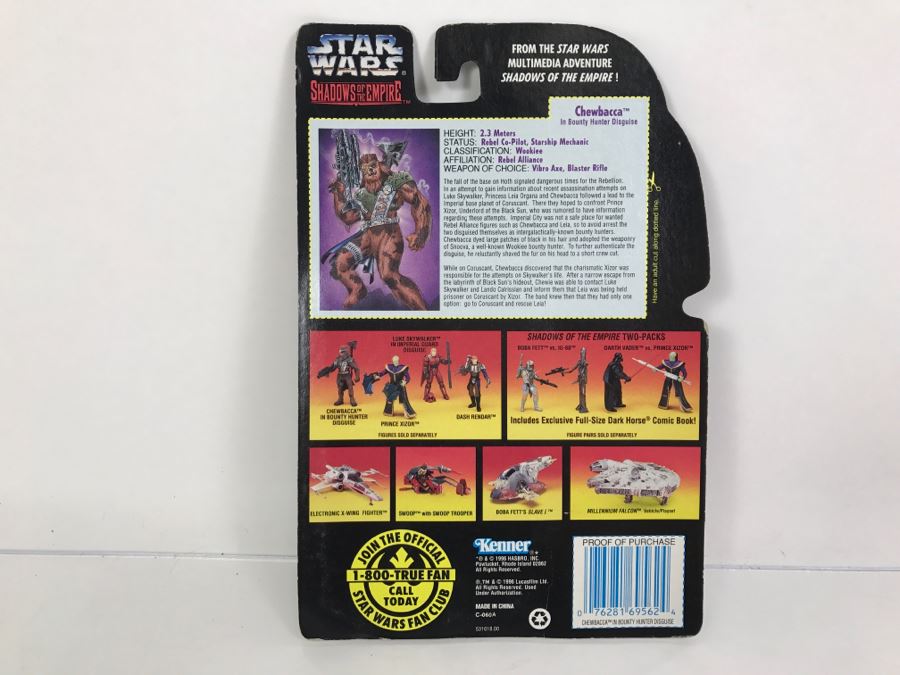 STAR
WARS
SHADOWS OF THE EMPIRE™
FROM THE STAR WARS
MULTIMEDIA ADVENTURE
SHADOWS OF THE EMPIRE !
Chewbacca™
In Bounty Hunter Disguise
HEIGHT: 2.3 Meters
STATUS: Rebel Co-Pilot, Starship Mechanic
CLASSIFICATION: Wookiee
AFFILIATION: Rebel Alliance
WEAPON OF CHOICE: Vibro Axe, Blaster Rifle
The fall of the base on Hoth signaled dangerous times for the Rebellion.
In an attempt to gain information about recent assassination attempts on
Luke Skywalker, Princess Leia Organa and Chewbacca followed a lead to the
Imperial base planet of Coruscant. There they hoped to confront Prince
Xizor, Underlord of the Black Sun, who was rumored to have information
regarding these attempts. Imperial City was not a safe place for wanted
Rebel Alliance figures such as Chewbacca and Leia, so to avoid arrest the
two disguised themselves as intergalactically-known bounty hunters.
Chewbacca dyed large patches of black in his hair and adopted the weaponry
of Snoova, a well-known Wookiee bounty hunter. To further authenticate the
disguise, he reluctantly shaved the fur on his head to a short crew cut.
While on Coruscant, Chewbacca discovered that the charismatic Xizor was
responsible for the attempts on Skywalker's life. After a narrow escape from
the labyrinth of Black Sun's hideout, Chewie was able to contact Luke
Skywalker and Lando Calrissian and inform them that Leia was being held
prisoner on Coruscant by Xizor. The band knew then that they had only one
option: go to Coruscant and rescue Leia!
Have an adult cut along dotted line.
LUKE SKYWALKER™
IN IMPERIAL GUARD
DISGUISE
CHEWBACCA™
IN BOUNTY HUNTER
DISGUISE
PRINCE XIZOR™
DASH RENDAR™
FIGURES SOLD SEPARATELY
SHADOWS OF THE EMPIRE TWO-PACKS
BOBA FETT™ vs. IG-88™
DARTH VADER™ vs. PRINCE XIZOR™
Includes Exclusive Full-Size Dark Horse® Comic Book!
FIGURE PAIRS SOLD SEPARATELY
ELECTRONIC X-WING FIGHTER™
SWOOP™ with SWOOP TROOPER
BOBA FETT'S SLAVE I™
MILLENNIUM FALCON™ Vehicle/Playset
JOIN THE OFFICIAL
1-800-TRUE FAN
CALL
TODAY
STAR WARS FAN CLUB
Kenner
®* & © 1996 HASBRO, INC.
Pawtucket, Rhode Island 02862
All Rights Reserved.
®,™ & © 1996 Lucasfilm Ltd.
All Rights Reserved. Used
Under Authorization.
MADE IN CHINA
C-060A
531618.00
PROOF OF PURCHASE
0 76281 69562 4
CHEWBACCA™ IN BOUNTY HUNTER DISGUISE